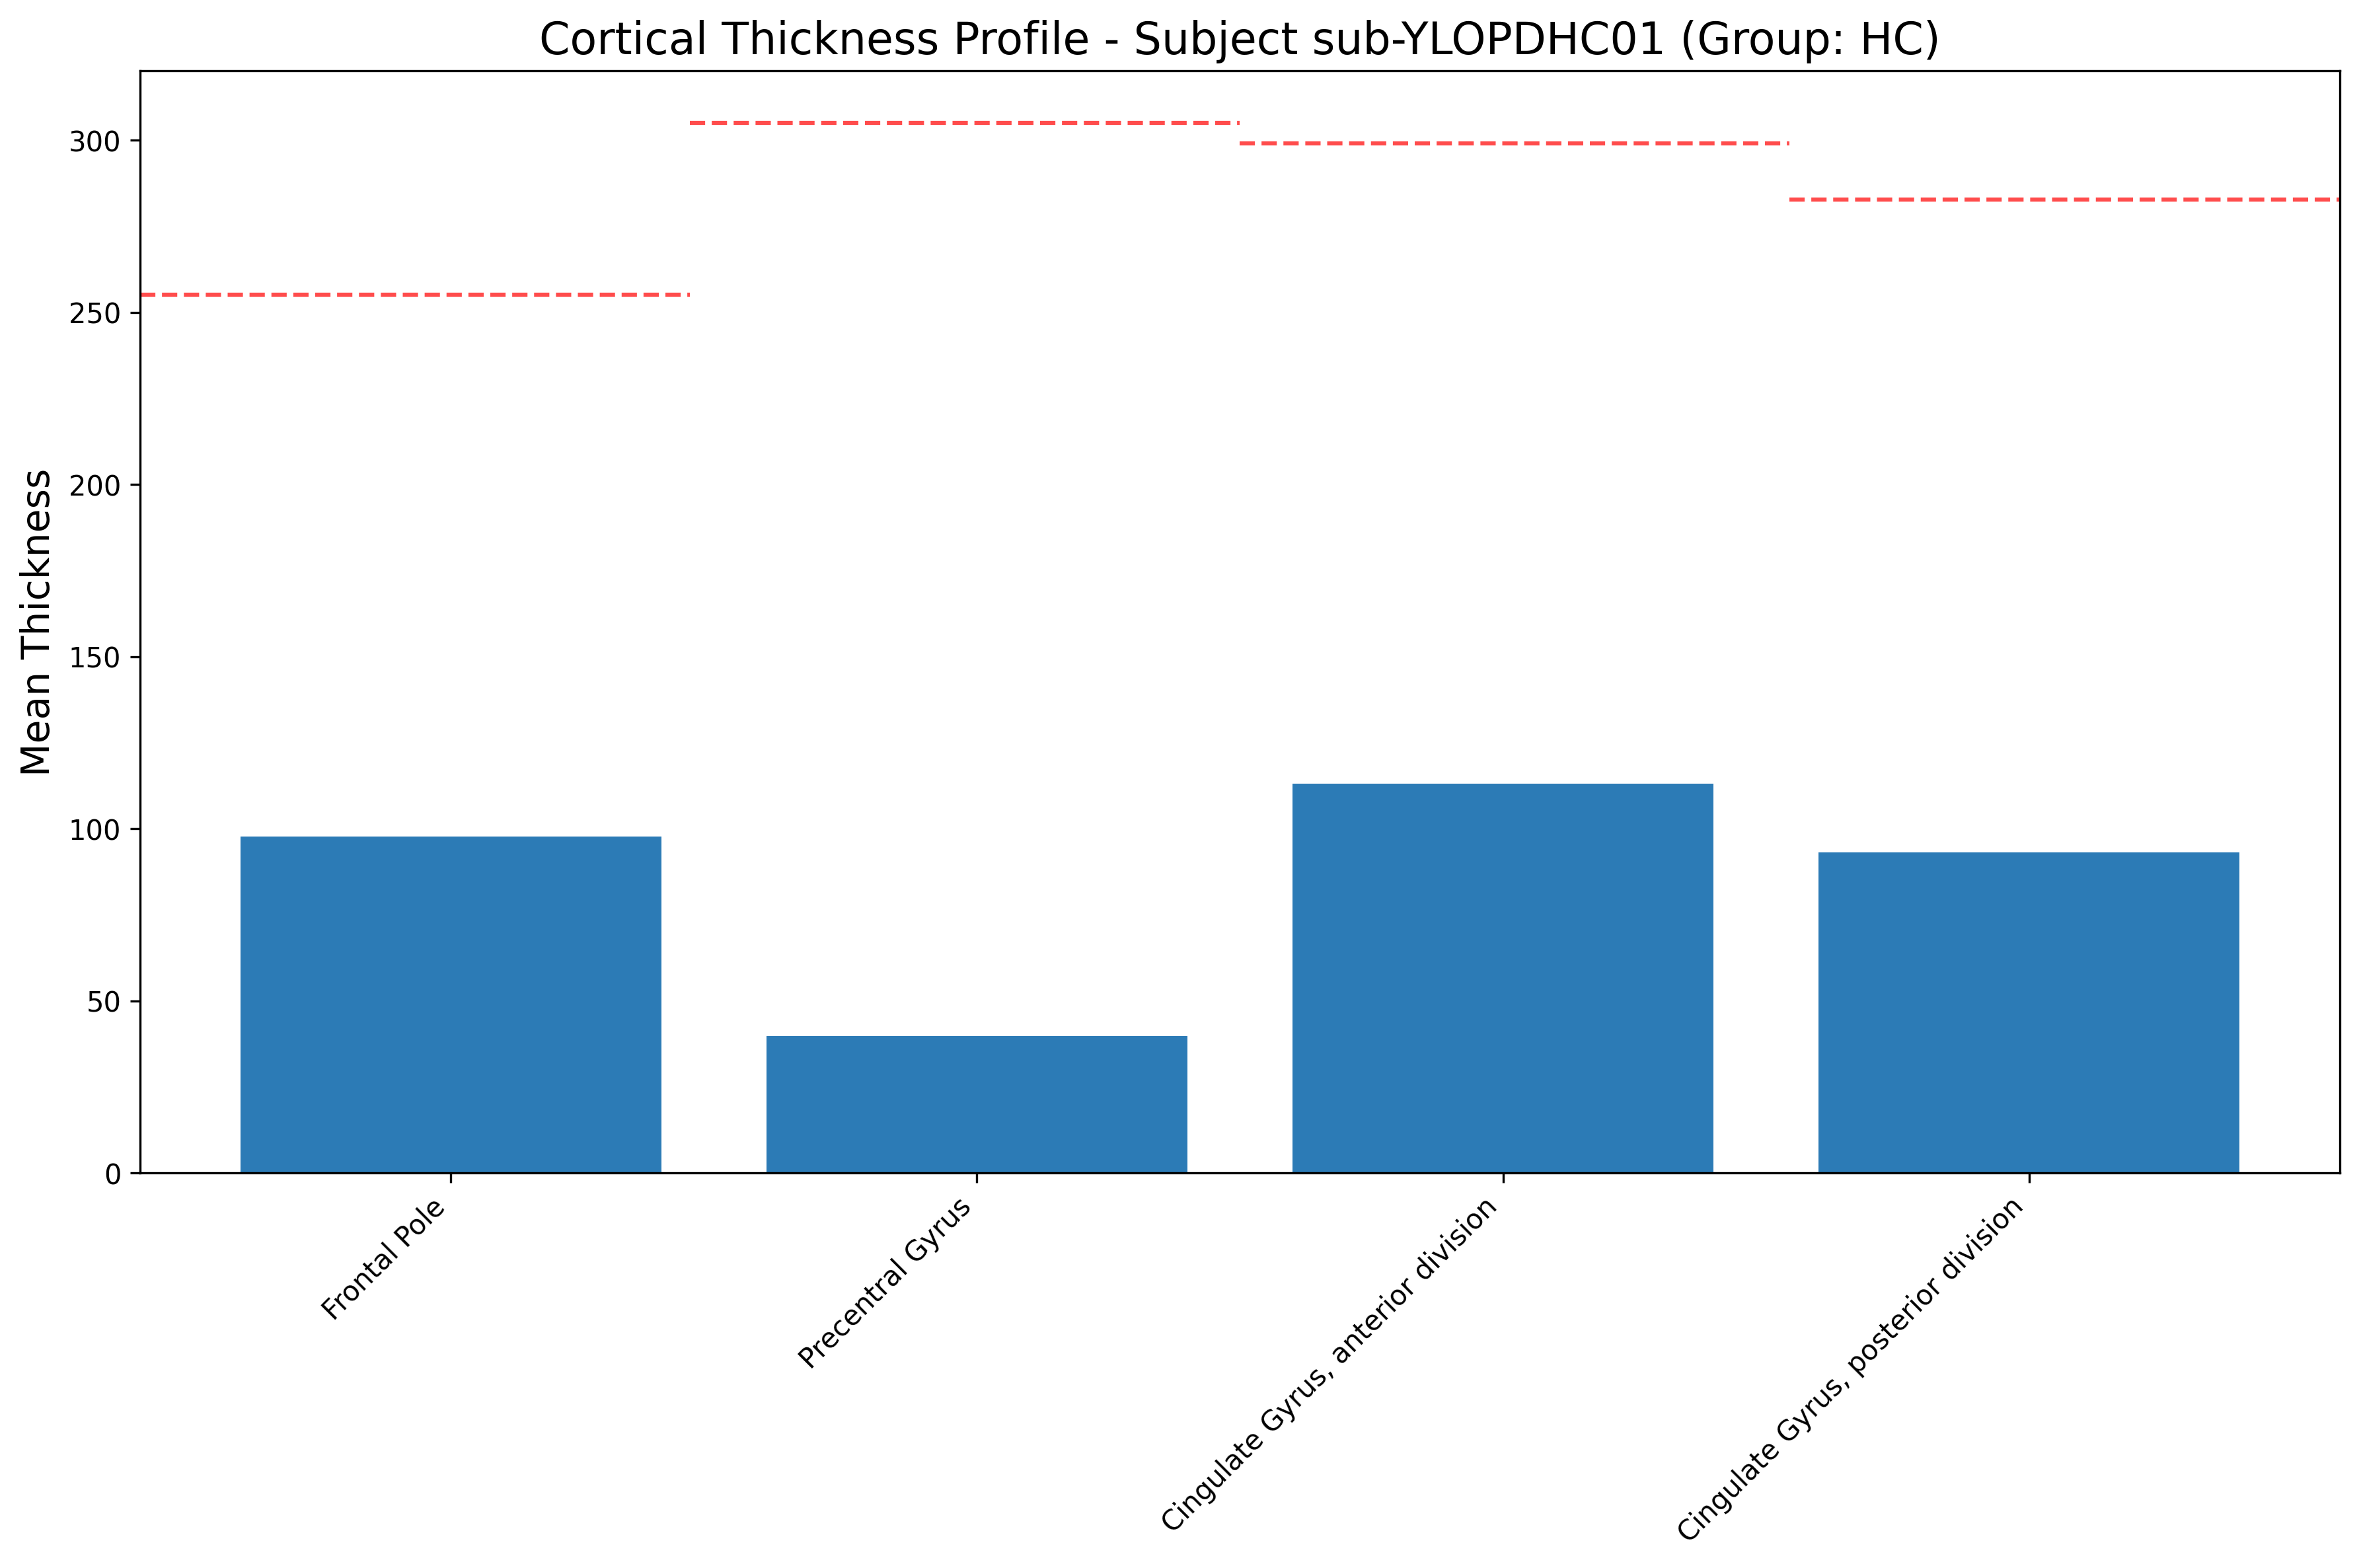 Cortical Thickness Profile - Subject sub-YLOPDHC01 (Group: HC)
Mean Thickness
300
250
200
150
100
50
0
Frontal Pole
Precentral Gyrus
Cingulate Gyrus, anterior division
Cingulate Gyrus, posterior division